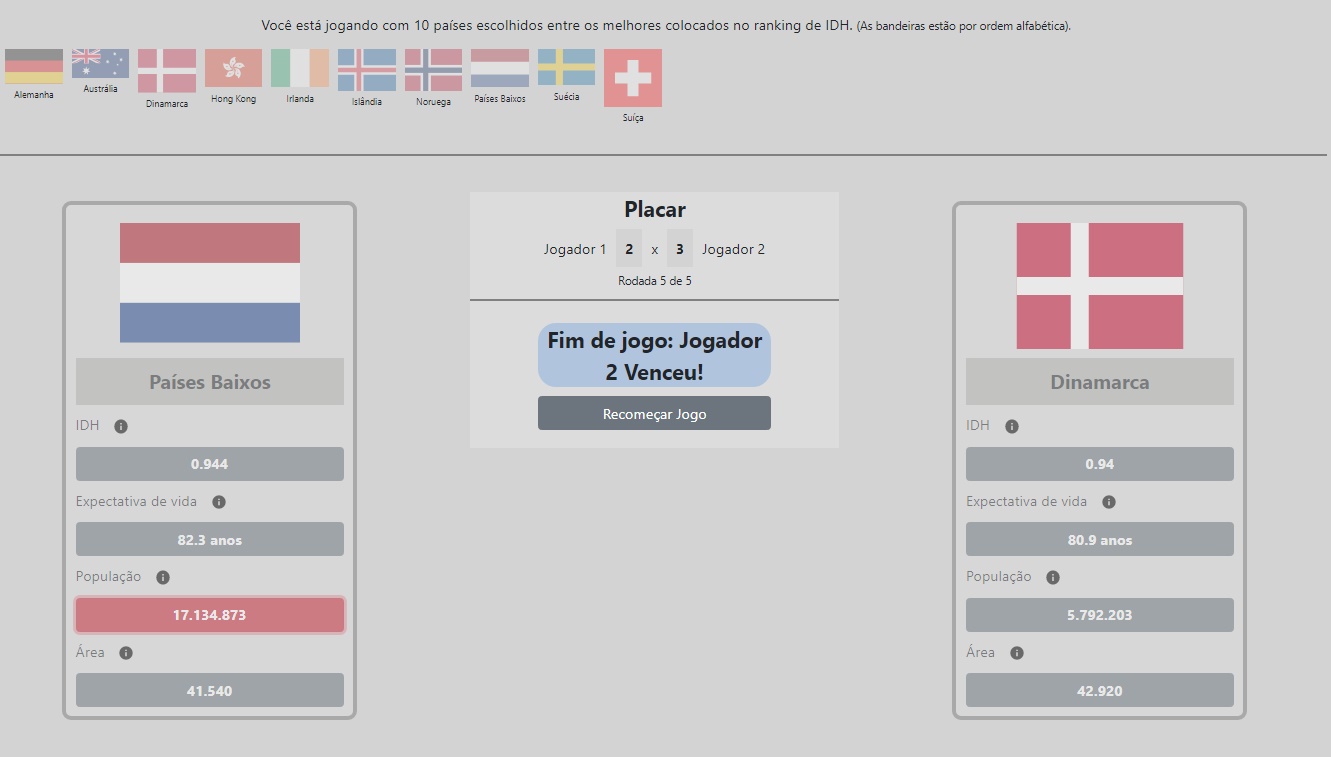 Você está jogando com 10 países escolhidos entre os melhores colocados no ranking de IDH. (As bandeiras estão por ordem alfabética).
Alemanha
Austrália
Dinamarca
Hong Kong
Irlanda
Islândia
Noruega
Países Baixos
Suécia
Suíça
Países Baixos
IDH
0.944
Expectativa de vida
82.3 anos
População
17.134.873
Área
41.540
Placar
Jogador 1 2 x 3 Jogador 2
Rodada 5 de 5
Fim de jogo: Jogador
2 Venceu!
Recomeçar Jogo
Dinamarca
IDH
0.94
Expectativa de vida
80.9 anos
População
5.792.203
Área
42.920